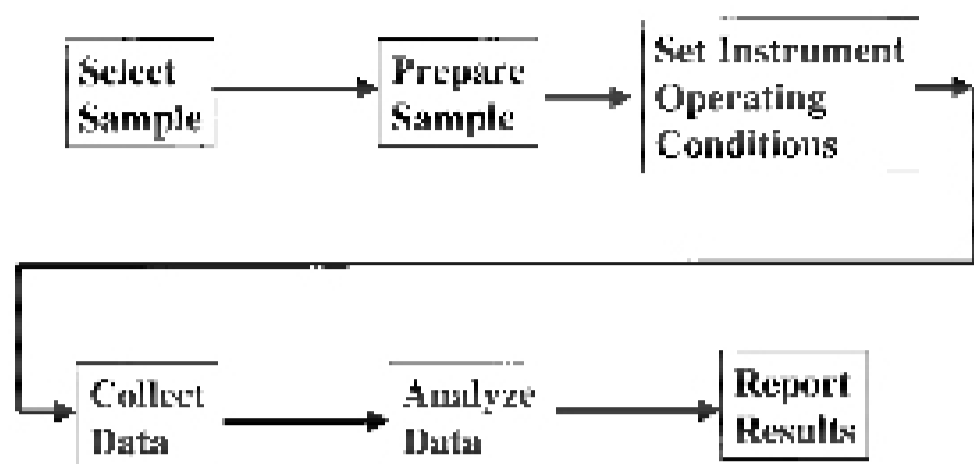 Select
Sample
Prepare
Sample
Set Instrument
Operating
Conditions
Collect
Data
Analyze
Data
Report
Results